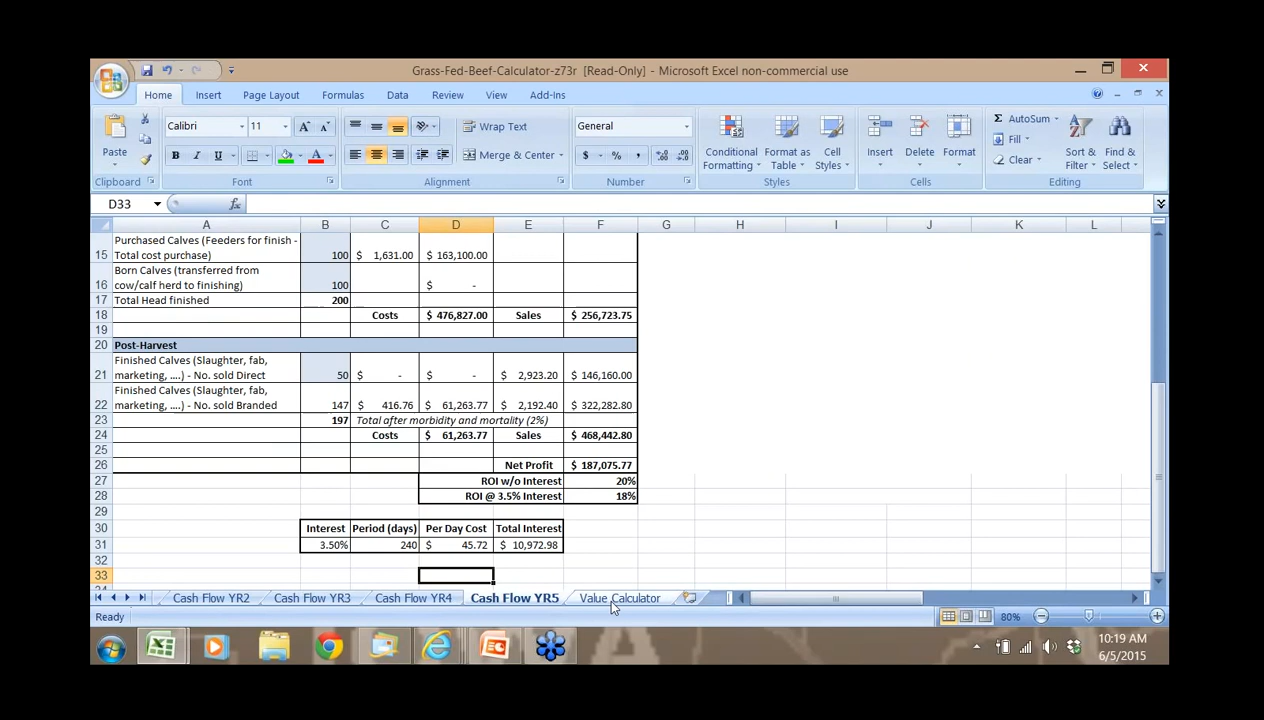 Grass-Fed-Beef-Calculator-z73r [Read-Only] - Microsoft Excel non-commercial use
Home Insert Page Layout Formulas Data Review View Add-Ins
Calibri 11 Wrap Text General Σ AutoSum
Fill
Paste B I U Merge & Center $ % , Conditional Formatting Format as Table Cell Styles Insert Delete Format Clear Sort & Filter Find & Select
Clipboard Font Alignment Number Styles Cells Editing
D33 fx
A B C D E F G H I J K L
Purchased Calves (Feeders for finish -
15 Total cost purchase) 100 $ 1,631.00 $ 163,100.00
Born Calves (transferred from
16 cow/calf herd to finishing) 100 $ -
17 Total Head finished 200
18 Costs $ 476,827.00 Sales $ 256,723.75
19
20 Post-Harvest
Finished Calves (Slaughter, fab,
21 marketing, ....) - No. sold Direct 50 $ - $ - $ 2,923.20 $ 146,160.00
Finished Calves (Slaughter, fab,
22 marketing, ....) - No. sold Branded 147 $ 416.76 $ 61,263.77 $ 2,192.40 $ 322,282.80
23 197 Total after morbidity and mortality (2%)
24 Costs $ 61,263.77 Sales $ 468,442.80
25
26 Net Profit $ 187,075.77
27 ROI w/o Interest 20%
28 ROI @ 3.5% Interest 18%
29
30 Interest Period (days) Per Day Cost Total Interest
31 3.50% 240 $ 45.72 $ 10,972.98
32
33
Cash Flow YR2 Cash Flow YR3 Cash Flow YR4 Cash Flow YR5 Value Calculator
Ready 80%
10:19 AM
6/5/2015